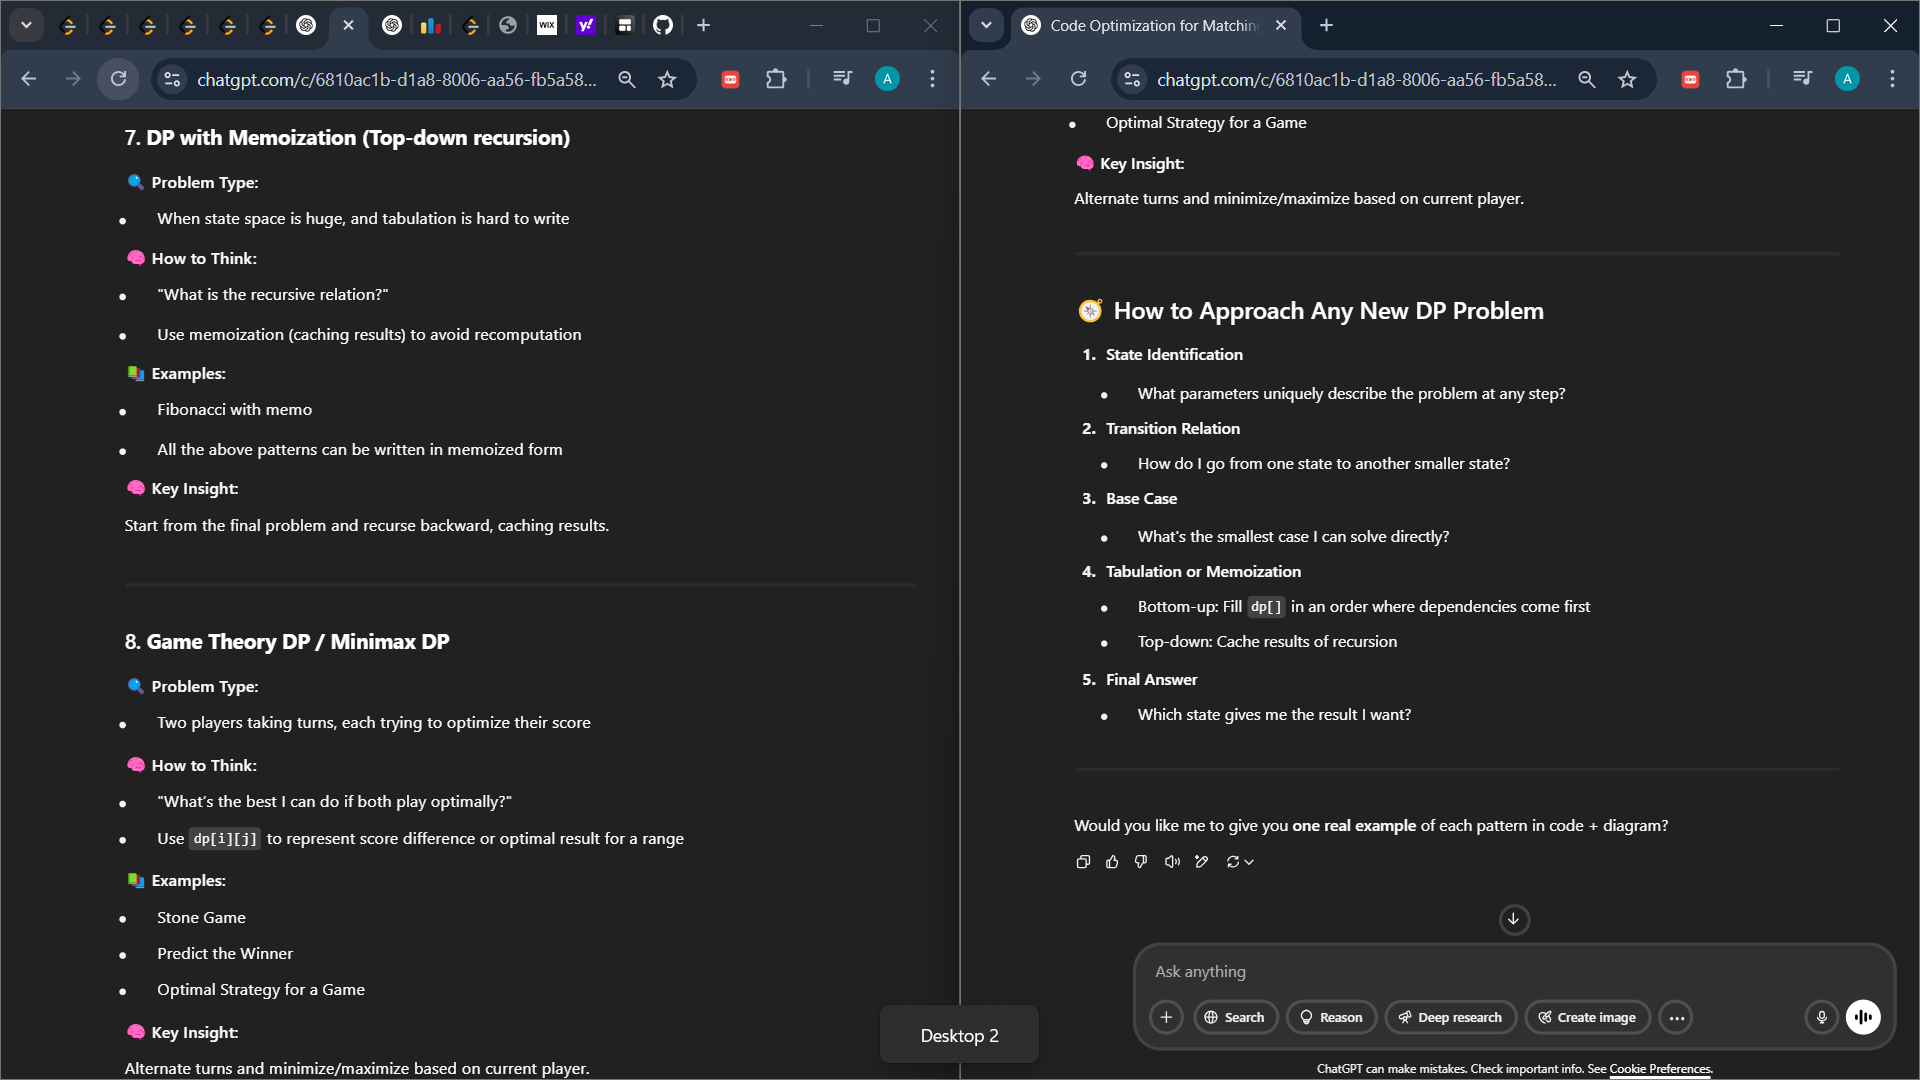 WIX
y!
chatgpt.com/c/6810ac1b-d1a8-8006-aa56-fb5a58...
A
7. DP with Memoization (Top-down recursion)
Problem Type:
• When state space is huge, and tabulation is hard to write
How to Think:
• "What is the recursive relation?"
• Use memoization (caching results) to avoid recomputation
Examples:
• Fibonacci with memo
• All the above patterns can be written in memoized form
Key Insight:
Start from the final problem and recurse backward, caching results.
8. Game Theory DP / Minimax DP
Problem Type:
• Two players taking turns, each trying to optimize their score
How to Think:
• "What's the best I can do if both play optimally?"
• Use dp[i][j] to represent score difference or optimal result for a range
Examples:
• Stone Game
• Predict the Winner
• Optimal Strategy for a Game
Key Insight:
Alternate turns and minimize/maximize based on current player.
Desktop 2
Code Optimization for Matching
chatgpt.com/c/6810ac1b-d1a8-8006-aa56-fb5a58...
A
• Optimal Strategy for a Game
Key Insight:
Alternate turns and minimize/maximize based on current player.
How to Approach Any New DP Problem
1. State Identification
• What parameters uniquely describe the problem at any step?
2. Transition Relation
• How do I go from one state to another smaller state?
3. Base Case
• What's the smallest case I can solve directly?
4. Tabulation or Memoization
• Bottom-up: Fill dp[] in an order where dependencies come first
• Top-down: Cache results of recursion
5. Final Answer
• Which state gives me the result I want?
Would you like me to give you one real example of each pattern in code + diagram?
Ask anything
Search Reason Deep research Create image
ChatGPT can make mistakes. Check important info. See Cookie Preferences.